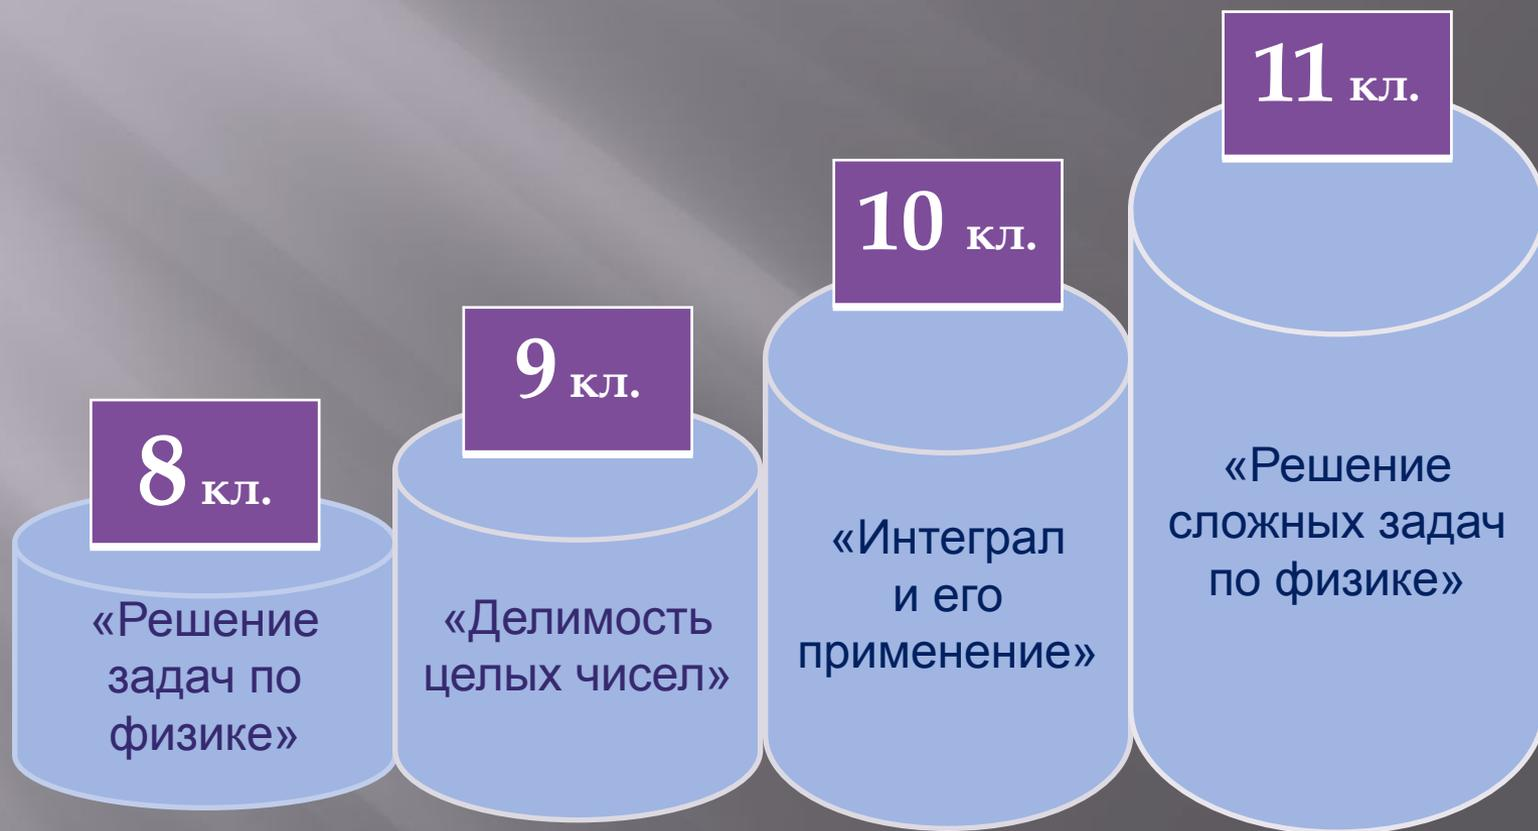 8 кл.
«Решение
задач по
физике»
9 кл.
«Делимость
целых чисел»
10 кл.
«Интеграл
и его
применение»
11 кл.
«Решение
сложных задач
по физике»